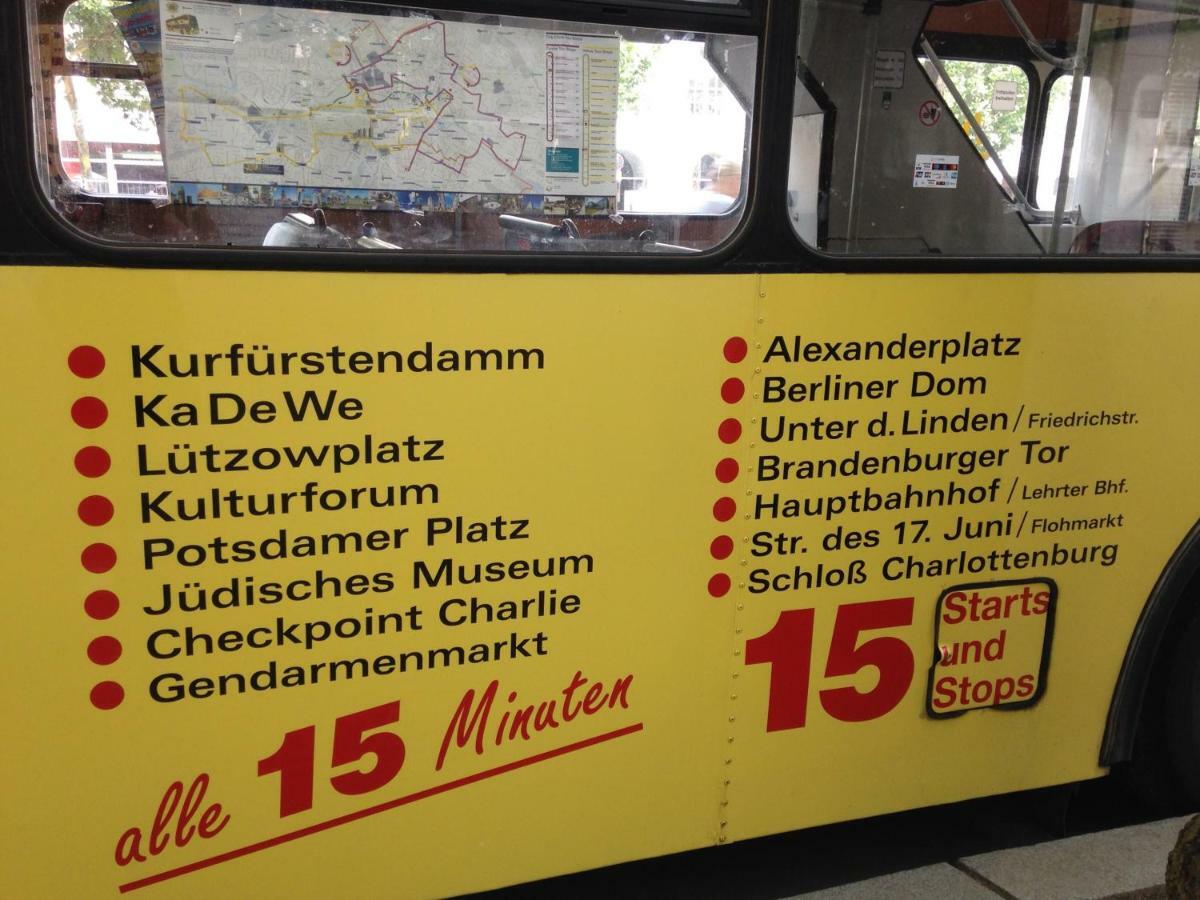 Kurfürstendamm
KaDeWe
Lützowplatz
Kulturforum
Potsdamer Platz
Jüdisches Museum
Checkpoint Charlie
Gendarmenmarkt
alle 15 Minuten
Alexanderplatz
Berliner Dom
Unter d. Linden / Friedrichstr.
Brandenburger Tor
Hauptbahnhof / Lehrter Bhf.
Str. des 17. Juni / Flohmarkt
Schloß Charlottenburg
15 Starts
und
Stops